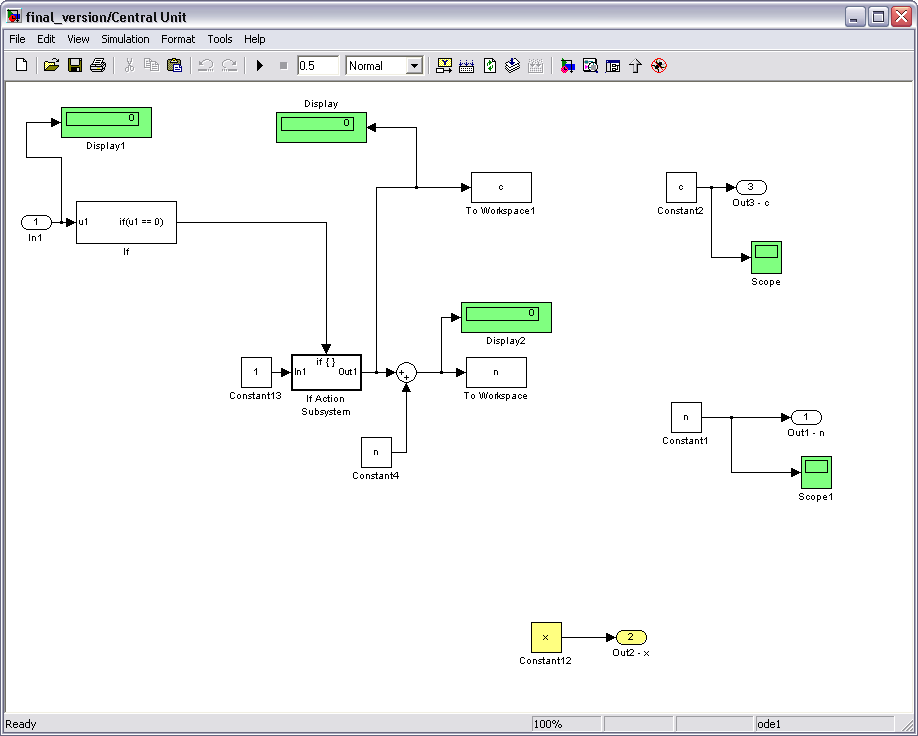 final_version/Central Unit
File Edit View Simulation Format Tools Help
0.5 Normal
0
Display1
Display
0
1
In1
u1 if(u1 == 0)
If
c
To Workspace1
c
Constant2
3
Out3 - c
Scope
0
Display2
1
Constant13
if { }
In1 Out1
If Action
Subsystem
+
+
n
To Workspace
n
Constant4
n
Constant1
1
Out1 - n
Scope1
x
Constant12
2
Out2 - x
Ready 100% ode1